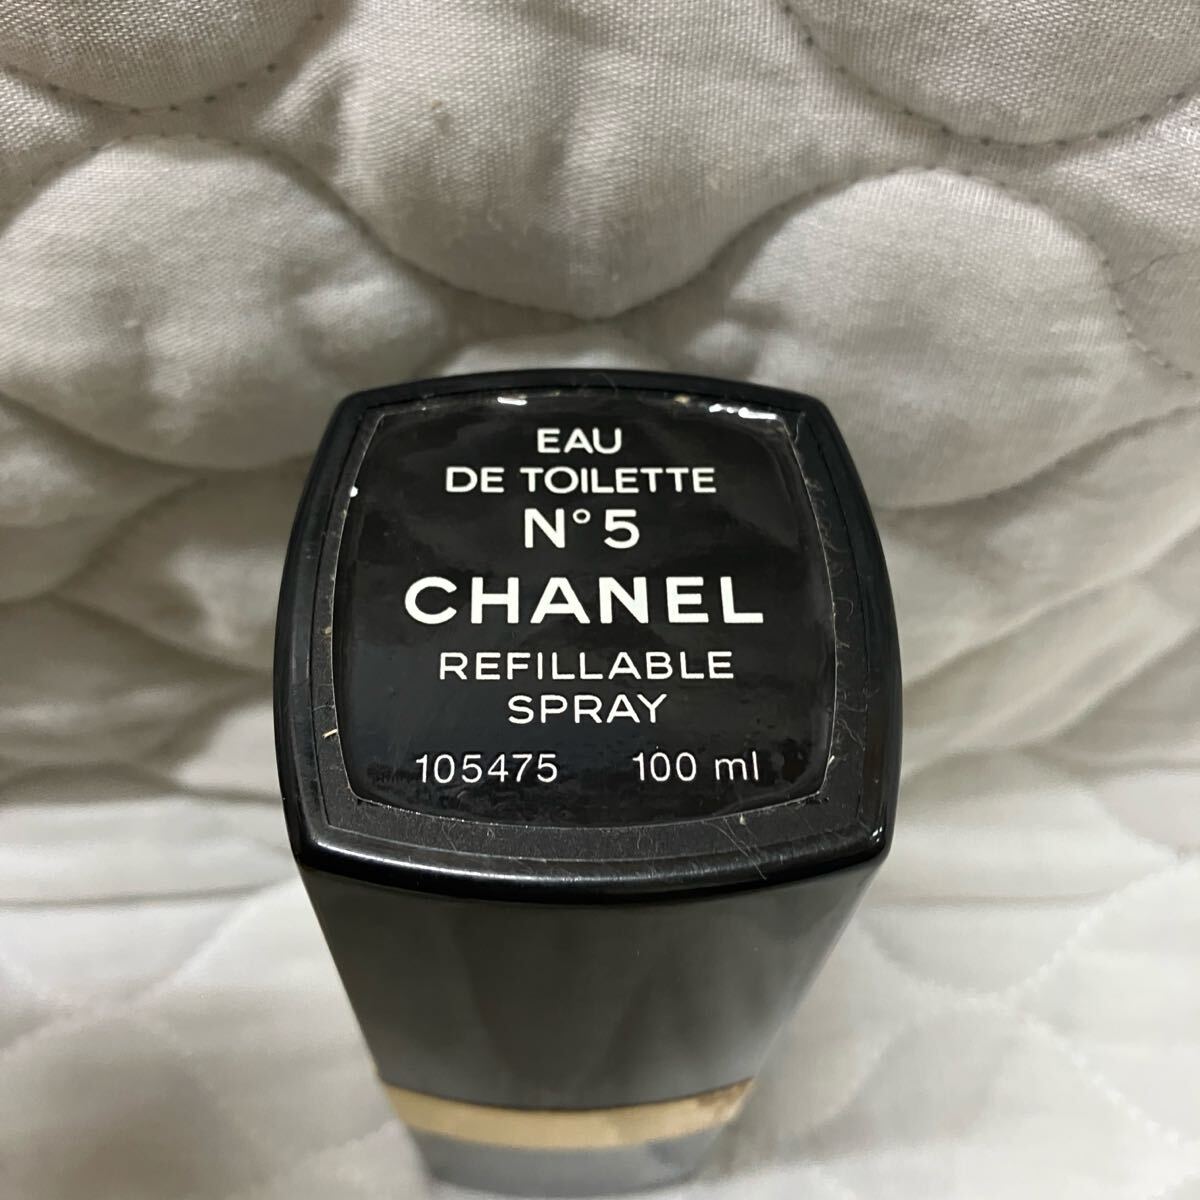 EAU
DE TOILETTE
N°5
CHANEL
REFILLABLE
SPRAY
105475 100 ml